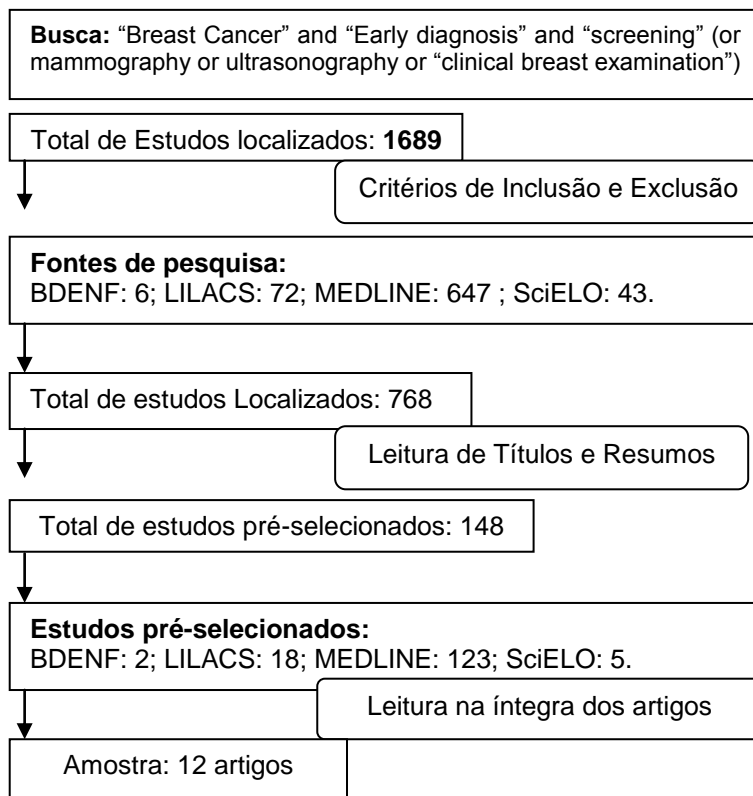 Busca: “Breast Cancer” and “Early diagnosis” and “screening” (or
mammography or ultrasonography or “clinical breast examination”)
Total de Estudos localizados: 1689
Critérios de Inclusão e Exclusão
Fontes de pesquisa:
BDENF: 6; LILACS: 72; MEDLINE: 647 ; SciELO: 43.
Total de estudos Localizados: 768
Leitura de Títulos e Resumos
Total de estudos pré-selecionados: 148
Estudos pré-selecionados:
BDENF: 2; LILACS: 18; MEDLINE: 123; SciELO: 5.
Leitura na íntegra dos artigos
Amostra: 12 artigos